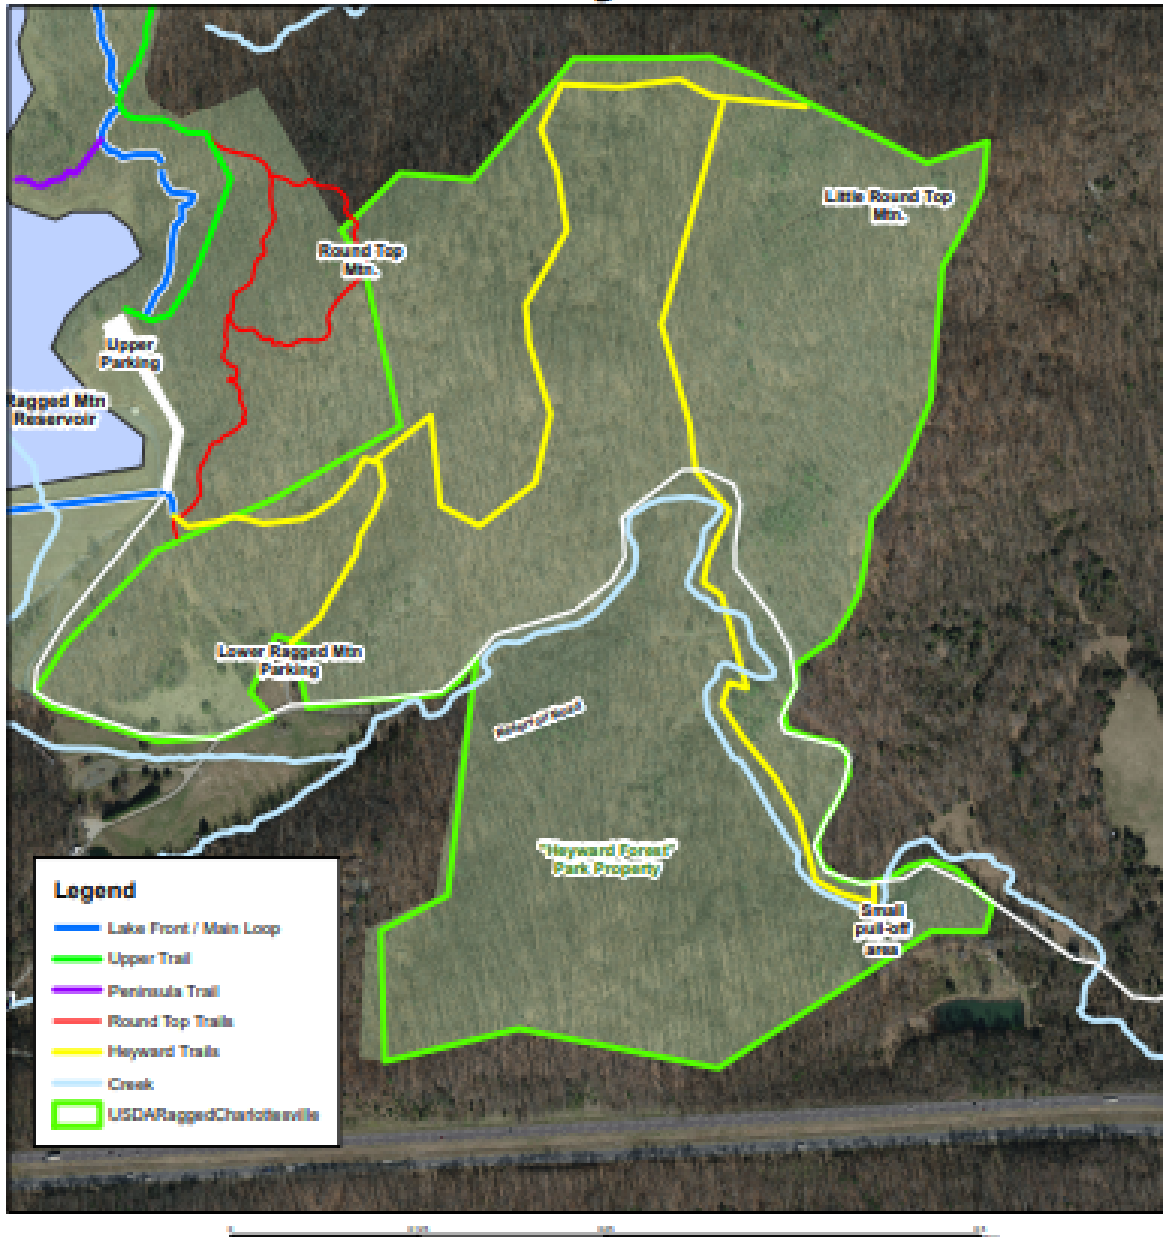 Little Round Top
Mtn.
Round Top
Mtn.
Upper
Parking
Ragged Mtn
Reservoir
Lower Ragged Mtn
Parking
"Heyward Forest"
Park Property
Small
pull-off
area
Legend
Lake Front / Main Loop
Upper Trail
Peninsula Trail
Round Top Trails
Heyward Trails
Creek
USDARaggedCharlottesville